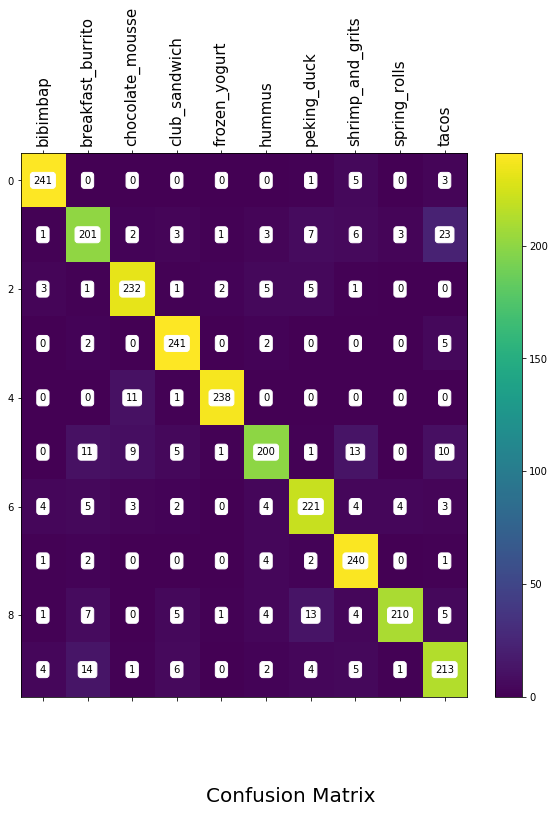 bibimbap breakfast_burrito chocolate_mousse club_sandwich frozen_yogurt hummus peking_duck shrimp_and_grits spring_rolls tacos
0 241 0 0 0 0 0 1 5 0 3
1 201 2 3 1 3 7 6 3 23 200
2 3 1 232 1 2 5 5 1 0 0
0 2 0 241 0 2 0 0 0 5 150
4 0 0 11 1 238 0 0 0 0 0
0 11 9 5 1 200 1 13 0 10 100
6 4 5 3 2 0 4 221 4 4 3
1 2 0 0 0 4 2 240 0 1 50
8 1 7 0 5 1 4 13 4 210 5
4 14 1 6 0 2 4 5 1 213 0
Confusion Matrix